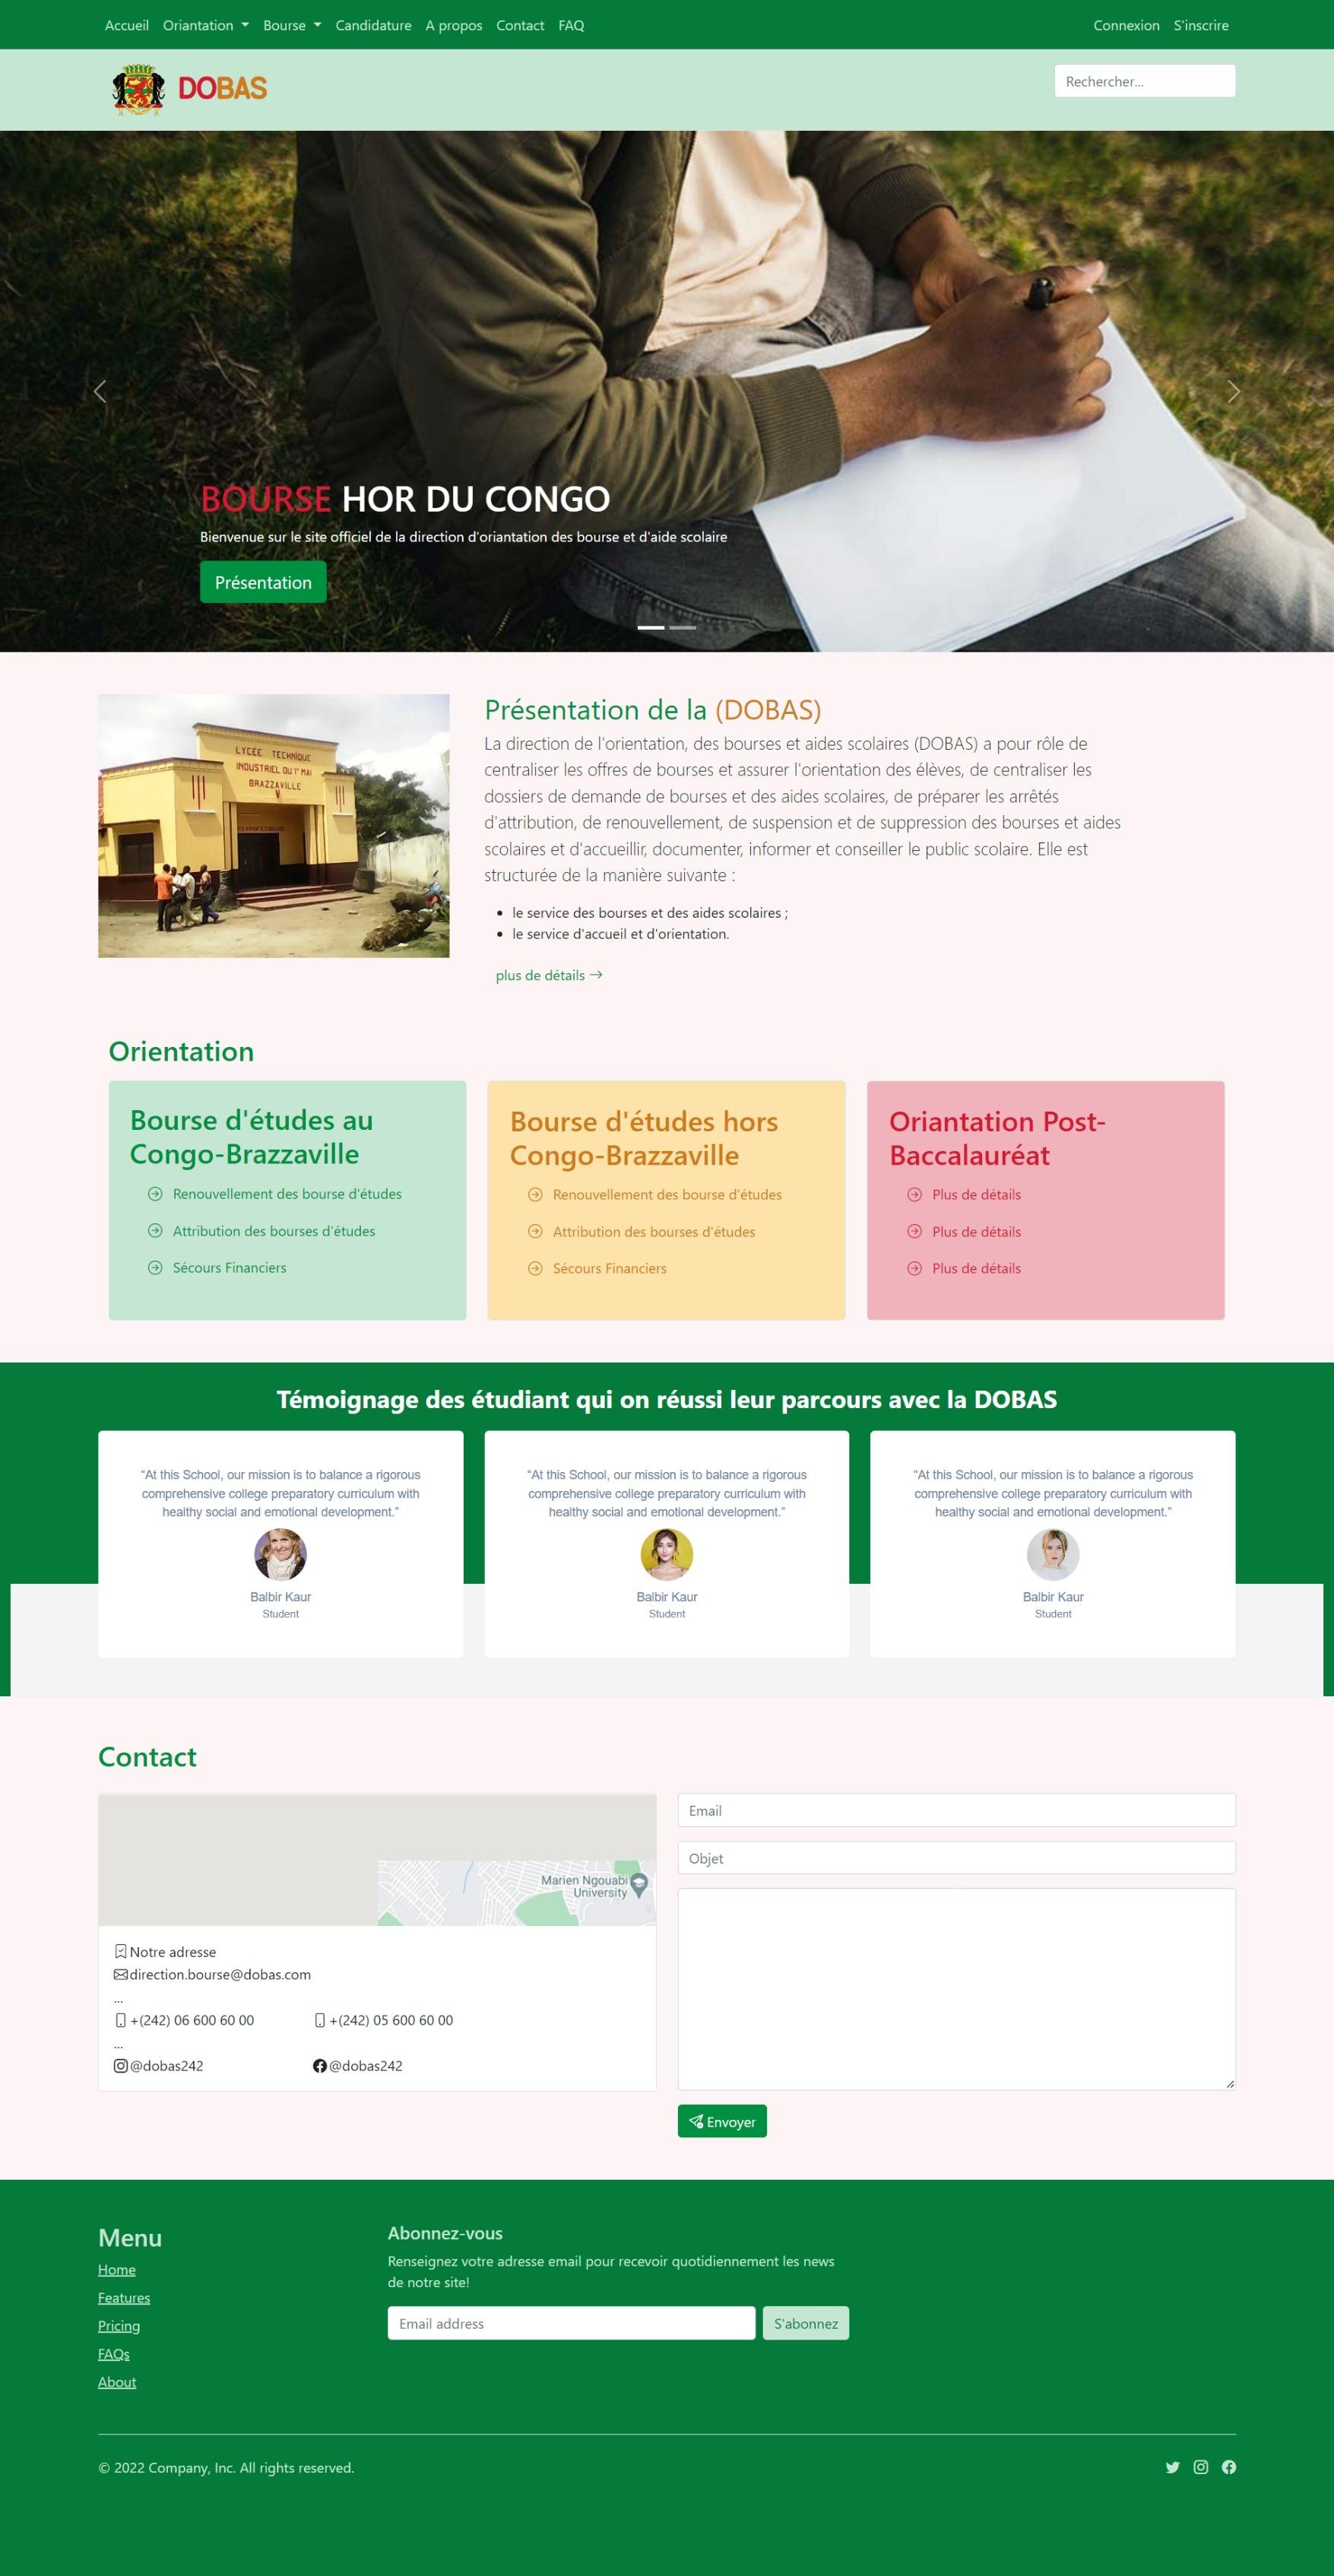 Accueil Oriantation Bourse Candidature A propos Contact FAQ Connexion S'inscrire
DOBAS
Rechercher...
BOURSE HOR DU CONGO
Bienvenue sur le site officiel de la direction d'oriantation des bourse et d'aide scolaire
Présentation
LYCÉE TECHNIQUE
INDUSTRIEL DU 1er MAI
BRAZZAVILLE
Présentation de la (DOBAS)
La direction de l'orientation, des bourses et aides scolaires (DOBAS) a pour rôle de
centraliser les offres de bourses et assurer l'orientation des élèves, de centraliser les
dossiers de demande de bourses et des aides scolaires, de préparer les arrêtés
d'attribution, de renouvellement, de suspension et de suppression des bourses et aides
scolaires et d'accueillir, documenter, informer et conseiller le public scolaire. Elle est
structurée de la manière suivante :
• le service des bourses et des aides scolaires ;
• le service d'accueil et d'orientation.
plus de détails →
Orientation
Bourse d'études au
Congo-Brazzaville
Renouvellement des bourse d'études
Attribution des bourses d'études
Sécours Financiers
Bourse d'études hors
Congo-Brazzaville
Renouvellement des bourse d'études
Attribution des bourses d'études
Sécours Financiers
Oriantation Post-
Baccalauréat
Plus de détails
Plus de détails
Plus de détails
Témoignage des étudiant qui on réussi leur parcours avec la DOBAS
“At this School, our mission is to balance a rigorous
comprehensive college preparatory curriculum with
healthy social and emotional development.”
Balbir Kaur
Student
“At this School, our mission is to balance a rigorous
comprehensive college preparatory curriculum with
healthy social and emotional development.”
Balbir Kaur
Student
“At this School, our mission is to balance a rigorous
comprehensive college preparatory curriculum with
healthy social and emotional development.”
Balbir Kaur
Student
Contact
Marien Ngouabi
University
Notre adresse
direction.bourse@dobas.com
...
+(242) 06 600 60 00 +(242) 05 600 60 00
...
@dobas242 @dobas242
Email
Objet
Envoyer
Menu
Home
Features
Pricing
FAQs
About
Abonnez-vous
Renseignez votre adresse email pour recevoir quotidiennement les news
de notre site!
Email address
S'abonnez
© 2022 Company, Inc. All rights reserved.